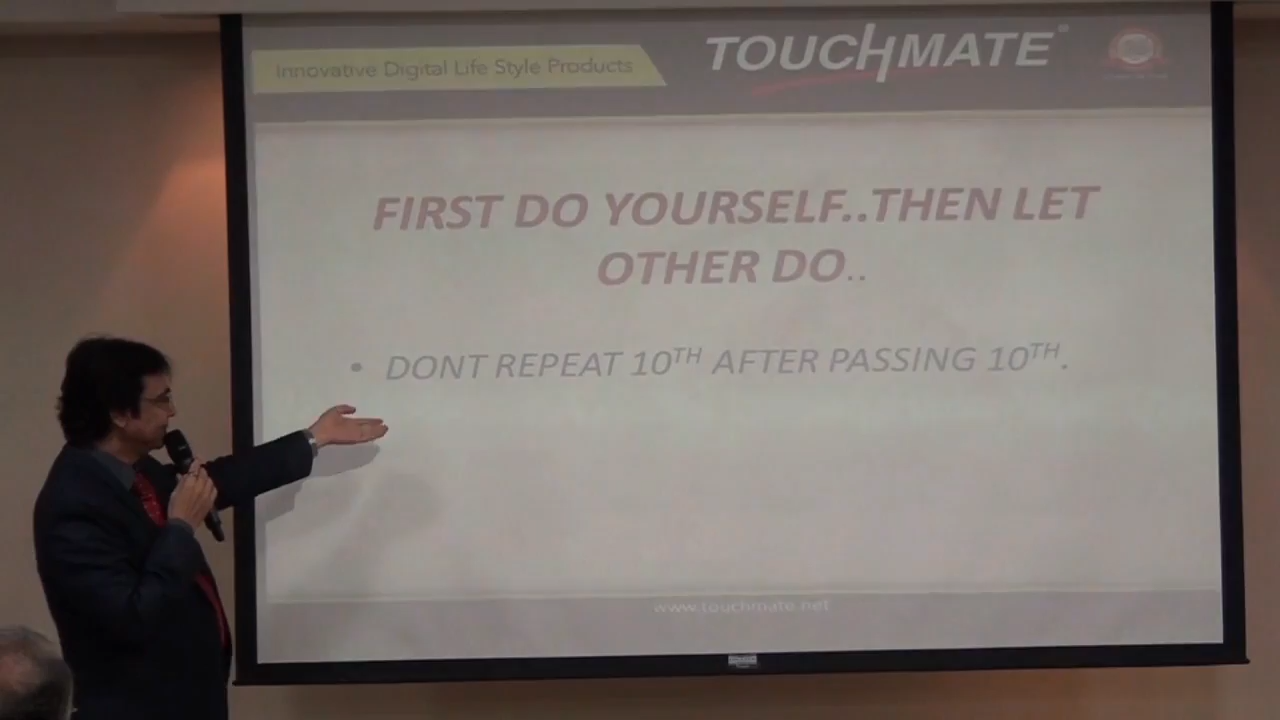 Innovative Digital Life Style Products
TOUCHMATE
FIRST DO YOURSELF..THEN LET
OTHER DO..
• DONT REPEAT 10TH AFTER PASSING 10TH.
www.touchmate.net